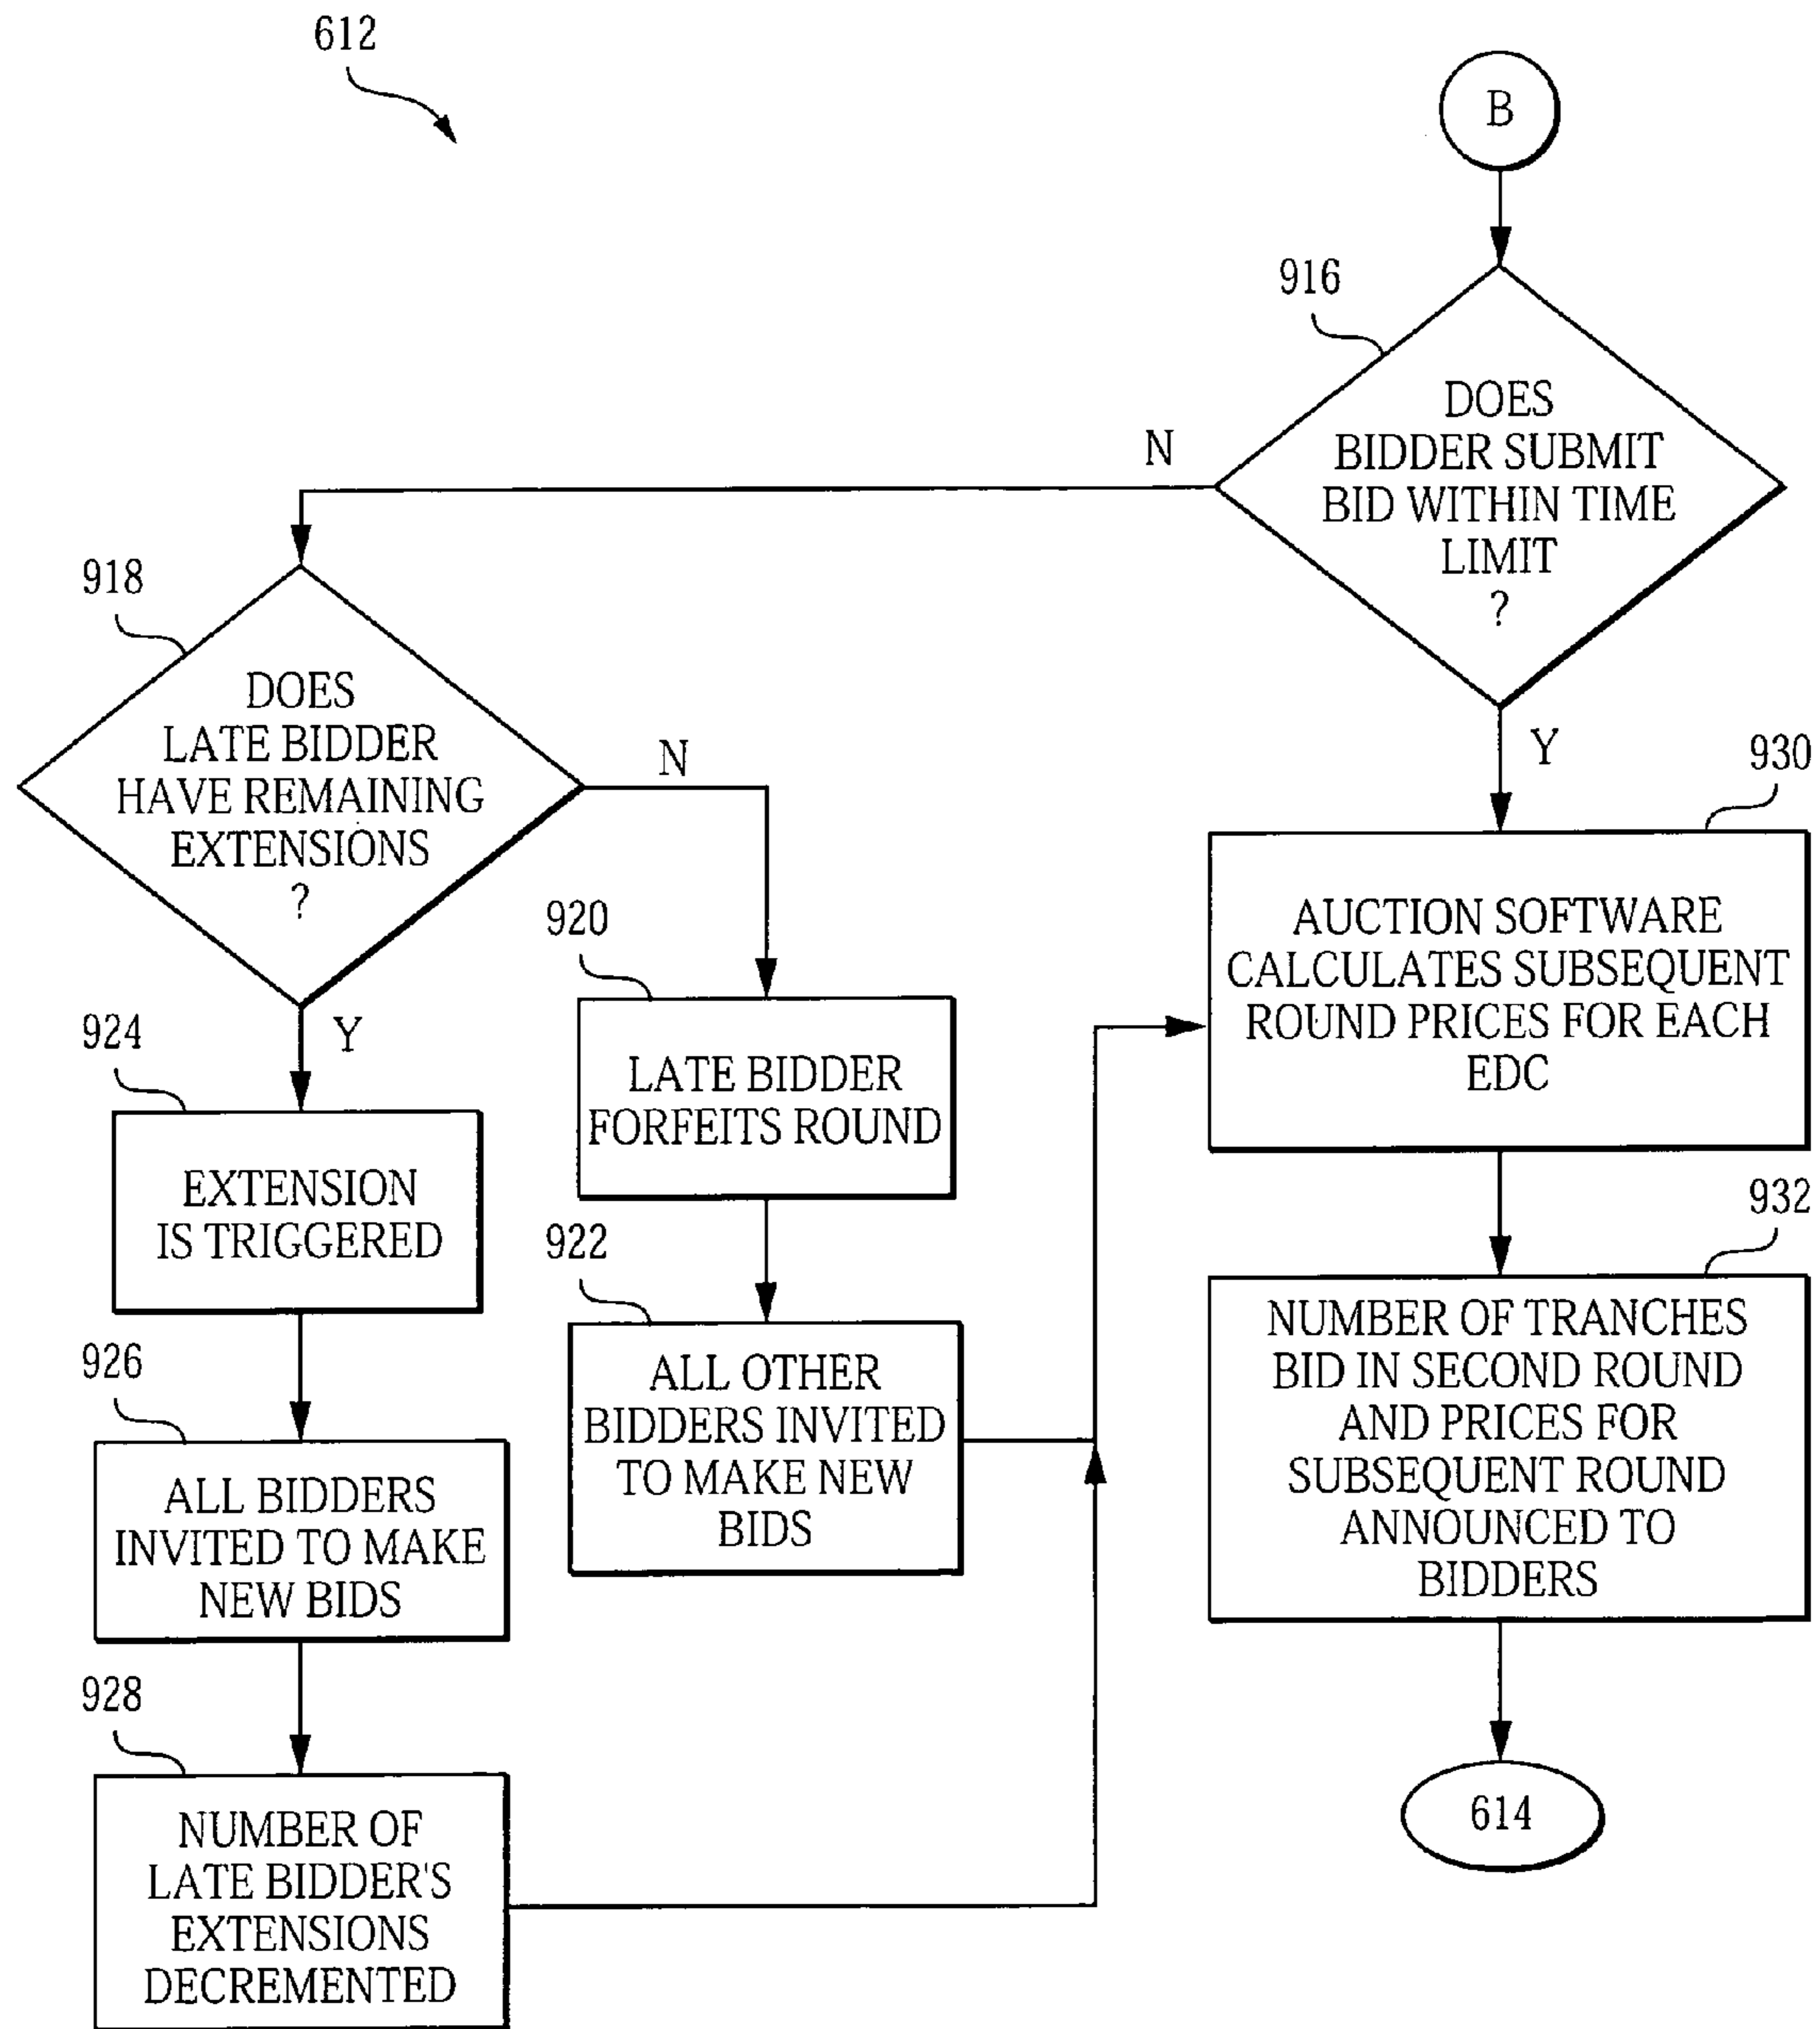 612
B
916
DOES
BIDDER SUBMIT
BID WITHIN TIME
LIMIT
?
N
Y
918
DOES
LATE BIDDER
HAVE REMAINING
EXTENSIONS
?
N
Y
920
LATE BIDDER
FORFEITS ROUND
922
ALL OTHER
BIDDERS INVITED
TO MAKE NEW
BIDS
924
EXTENSION
IS TRIGGERED
926
ALL BIDDERS
INVITED TO MAKE
NEW BIDS
928
NUMBER OF
LATE BIDDER'S
EXTENSIONS
DECREMENTED
930
AUCTION SOFTWARE
CALCULATES SUBSEQUENT
ROUND PRICES FOR EACH
EDC
932
NUMBER OF TRANCHES
BID IN SECOND ROUND
AND PRICES FOR
SUBSEQUENT ROUND
ANNOUNCED TO
BIDDERS
614